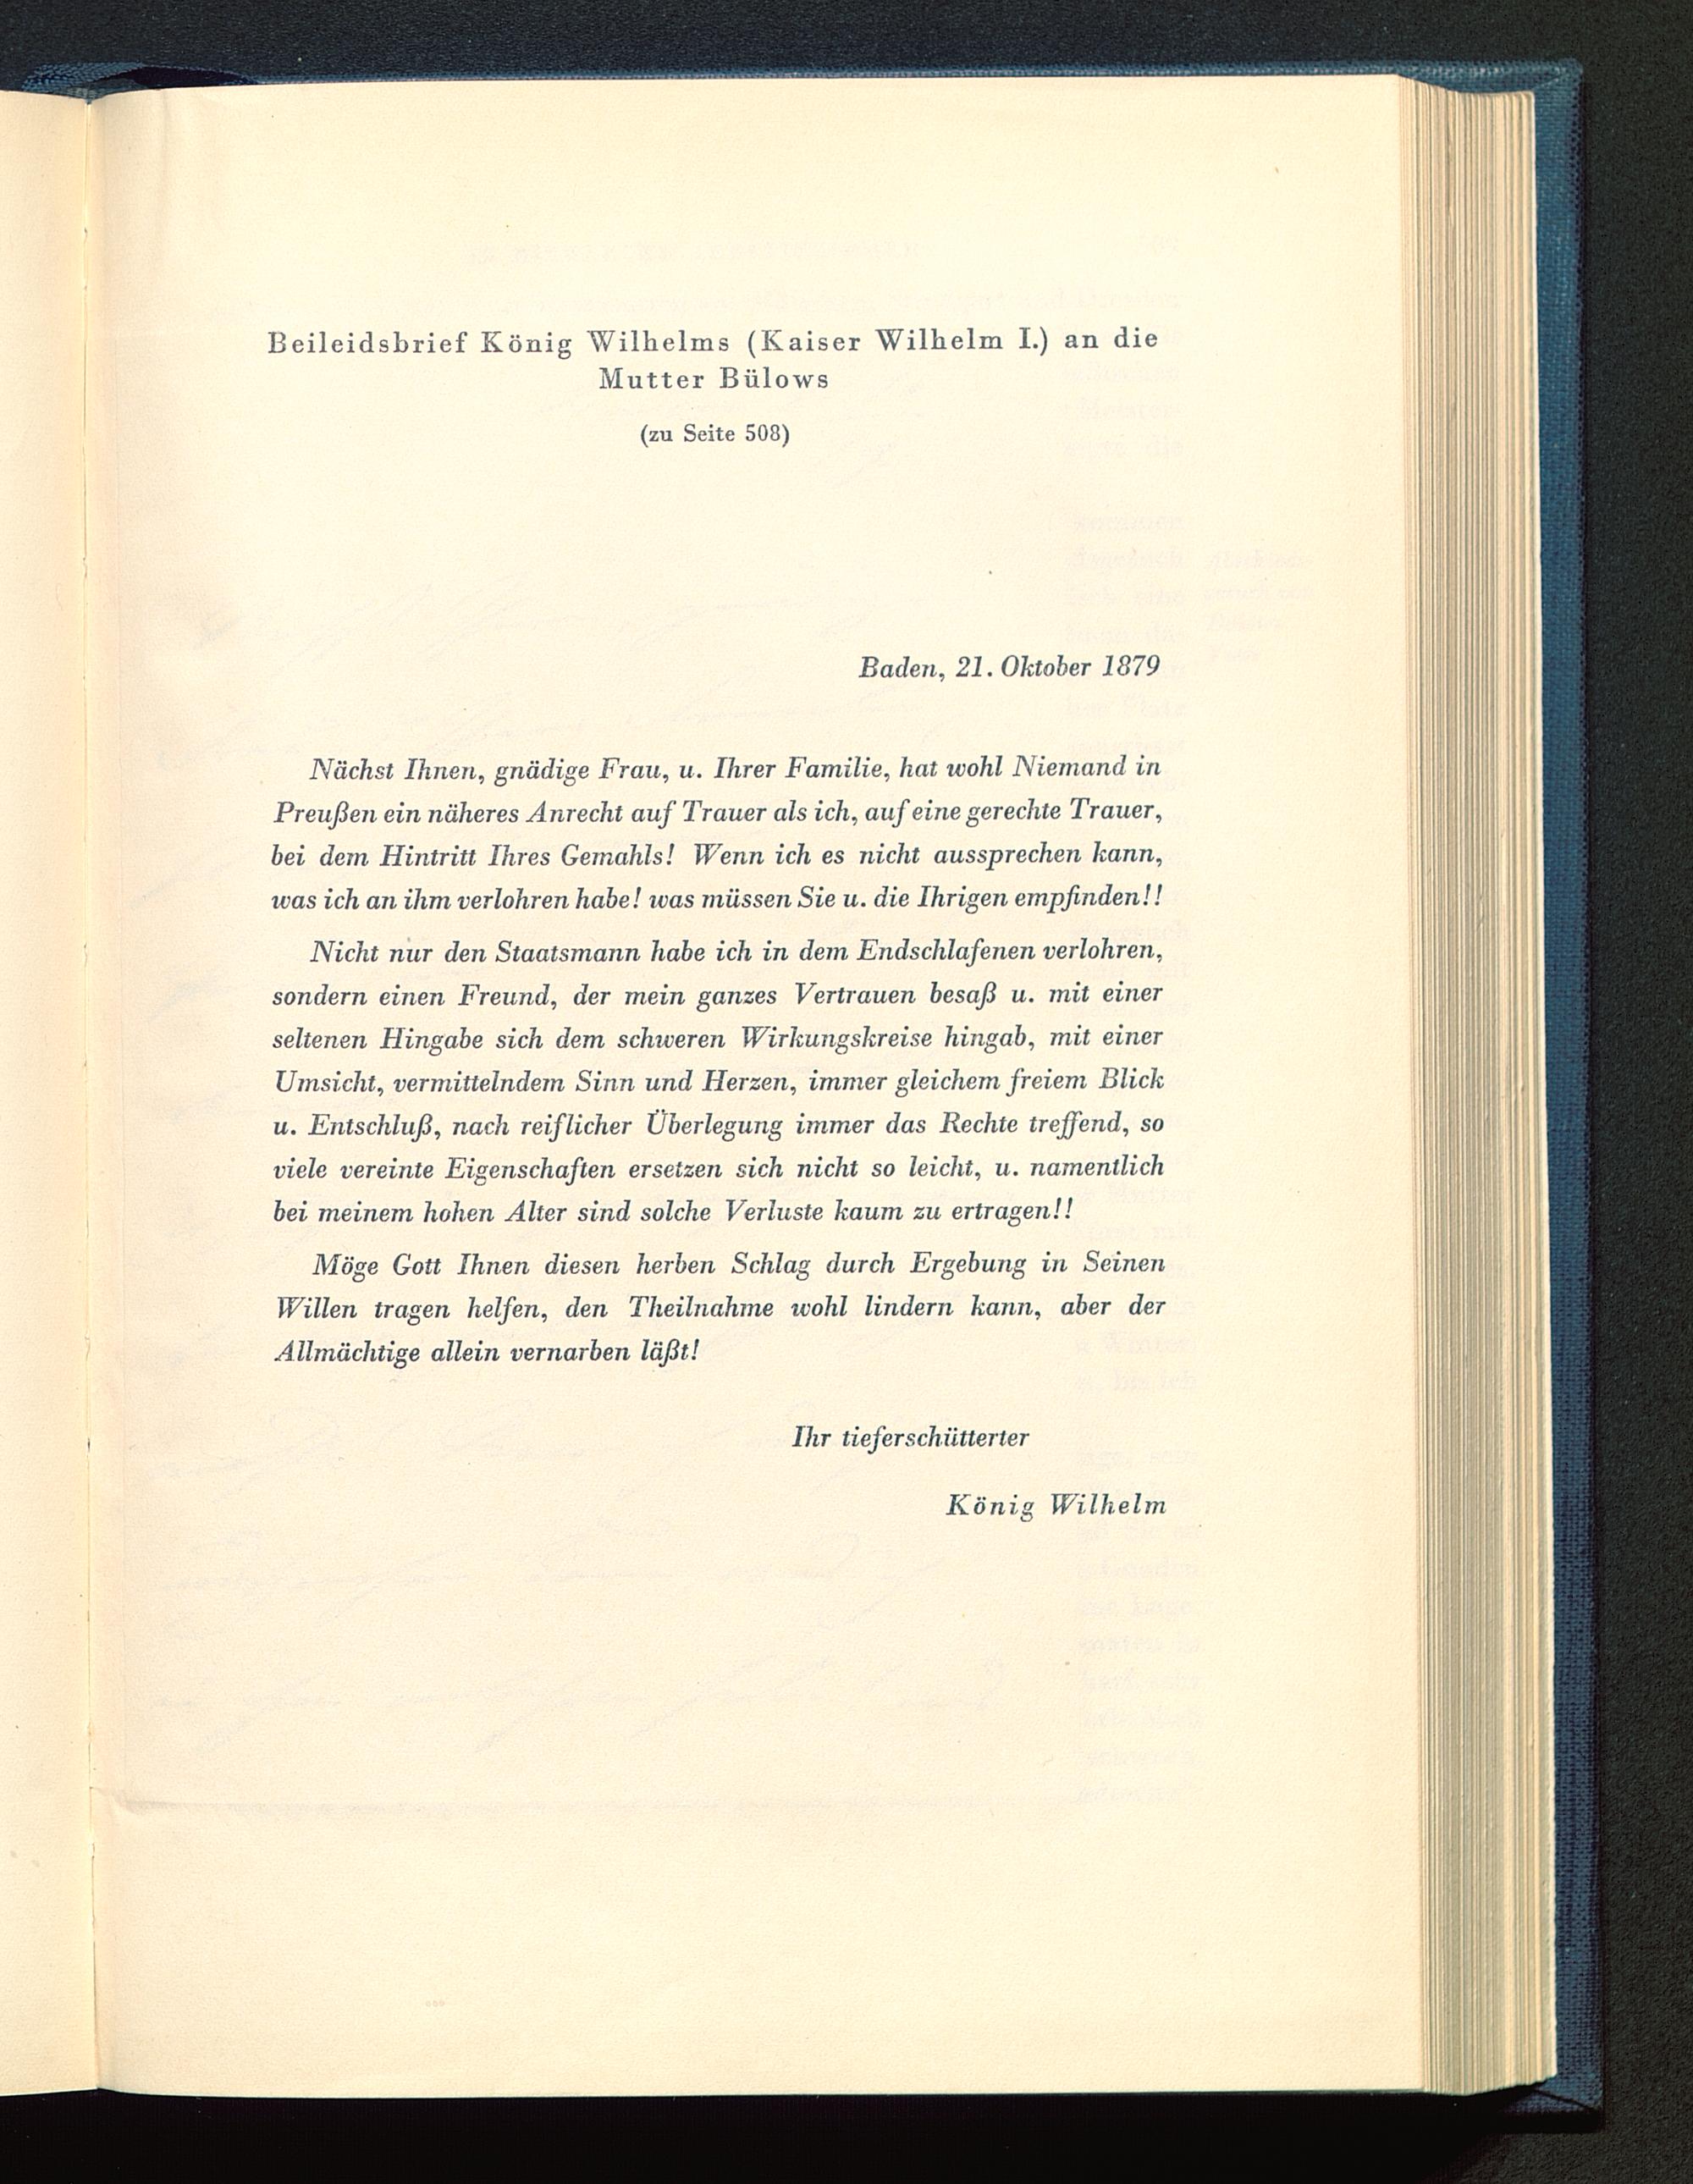 Beileidsbrief König Wilhelms (Kaiser Wilhelm I.) an die
Mutter Bülows
(zu Seite 508)
Baden, 21. Oktober 1879
Nächst Ihnen, gnädige Frau, u. Ihrer Familie, hat wohl Niemand in
Preußen ein näheres Anrecht auf Trauer als ich, auf eine gerechte Trauer,
bei dem Hintritt Ihres Gemahls! Wenn ich es nicht aussprechen kann,
was ich an ihm verlohren habe! was müssen Sie u. die Ihrigen empfinden!!
Nicht nur den Staatsmann habe ich in dem Endschlafenen verlohren,
sondern einen Freund, der mein ganzes Vertrauen besaß u. mit einer
seltenen Hingabe sich dem schweren Wirkungskreise hingab, mit einer
Umsicht, vermittelndem Sinn und Herzen, immer gleichem freiem Blick
u. Entschluß, nach reiflicher Überlegung immer das Rechte treffend, so
viele vereinte Eigenschaften ersetzen sich nicht so leicht, u. namentlich
bei meinem hohen Alter sind solche Verluste kaum zu ertragen!!
Möge Gott Ihnen diesen herben Schlag durch Ergebung in Seinen
Willen tragen helfen, den Theilnahme wohl lindern kann, aber der
Allmächtige allein vernarben läßt!
Ihr tieferschütterter
König Wilhelm